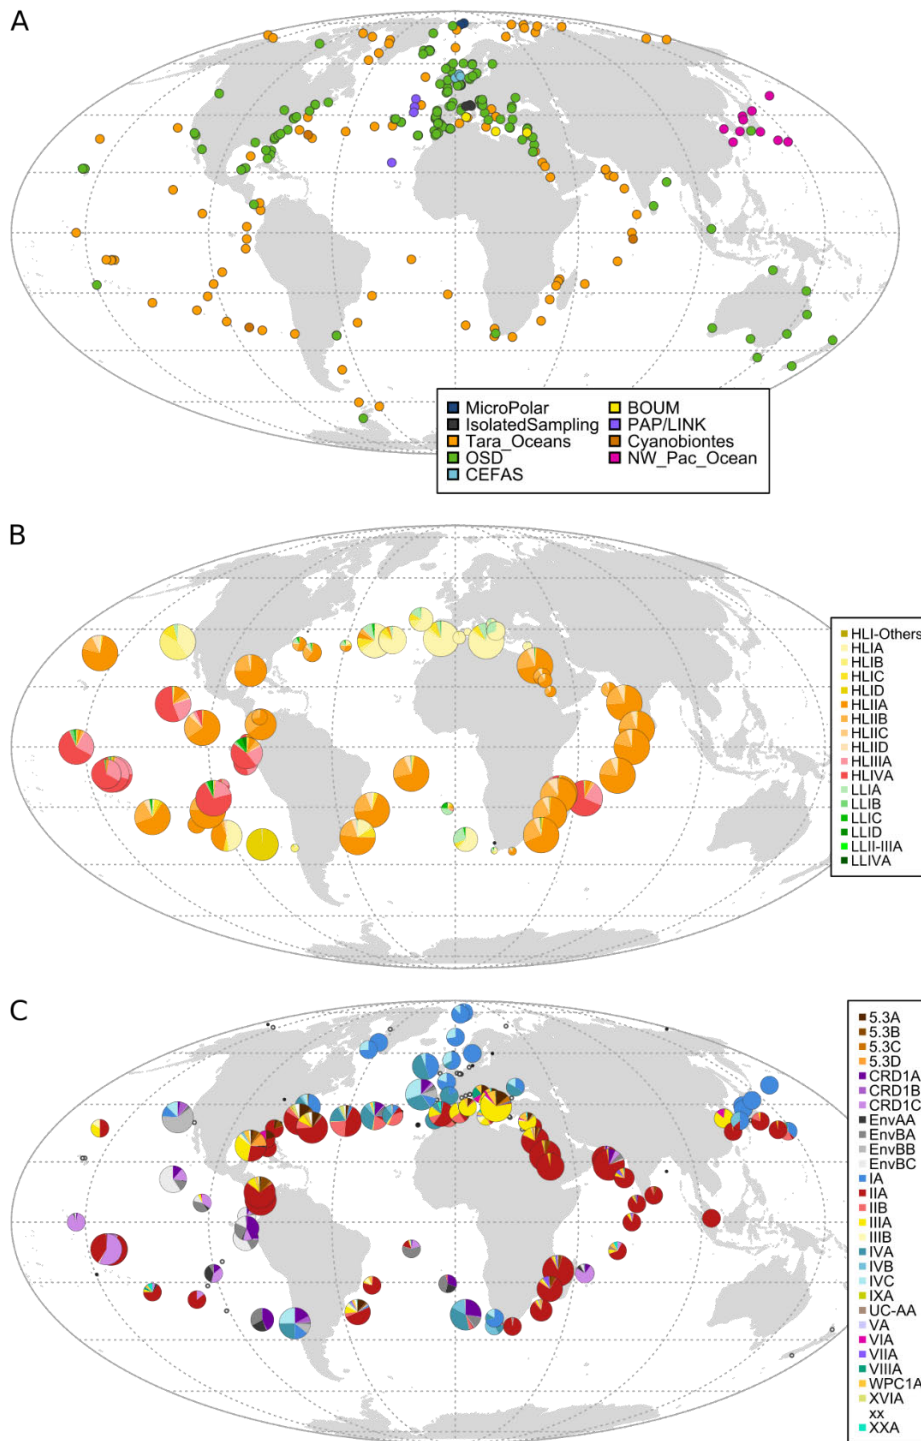 A
MicroPolar
IsolatedSampling
Tara_Oceans
OSD
CEFAS
BOUM
PAP/LINK
Cyanobiontes
NW_Pac_Ocean
B
HLI-Others
HLIA
HLIB
HLIC
HLID
HLIIA
HLIIB
HLIIC
HLIID
HLIIIA
HLIVA
LLIA
LLIB
LLIC
LLID
LLII-IIIA
LLIVA
C
5.3A
5.3B
5.3C
5.3D
CRD1A
CRD1B
CRD1C
EnvAA
EnvBA
EnvBB
EnvBC
IA
IIA
IIB
IIIA
IIIB
IVA
IVB
IVC
IXA
UC-AA
VA
VIA
VIIA
VIIIA
WPC1A
XVIA
xx
XXA